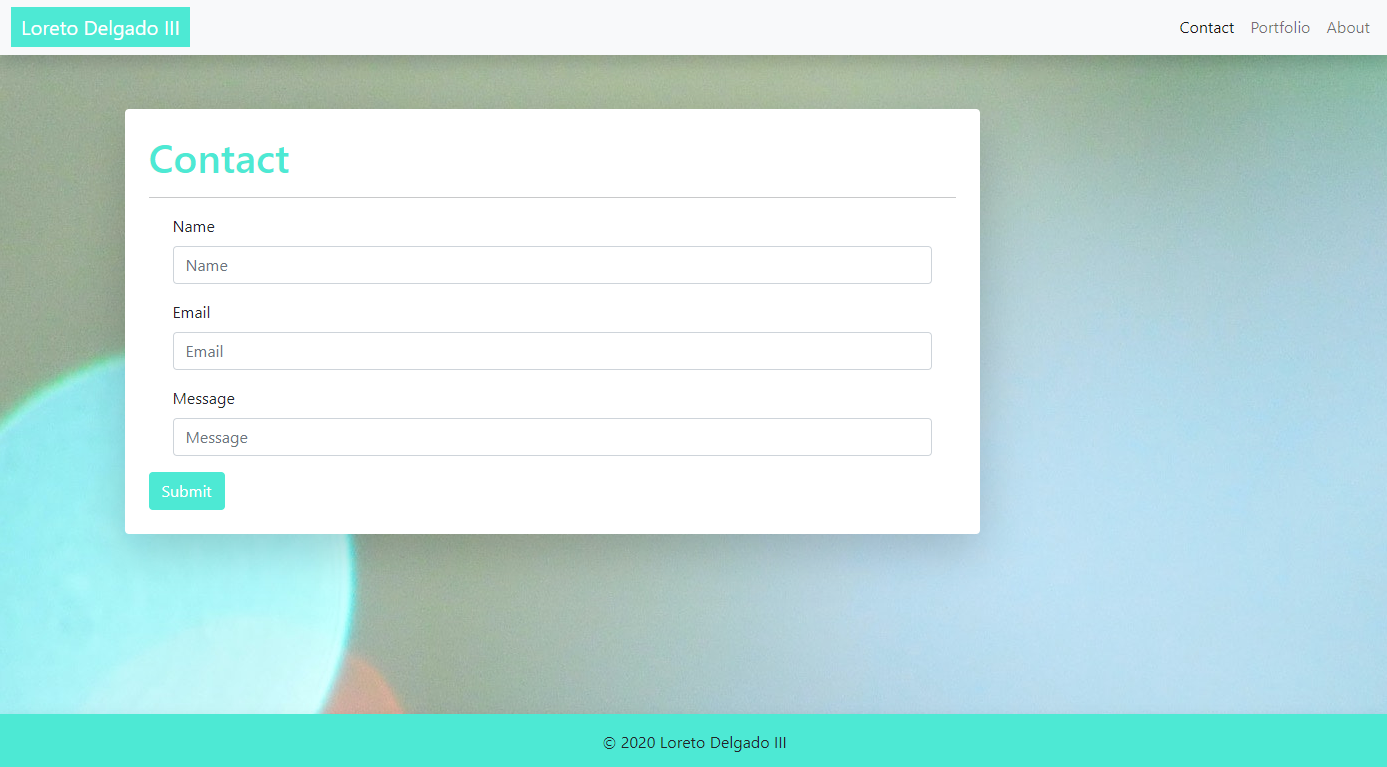 Loreto Delgado III
Contact Portfolio About
Contact
Name
Name
Email
Email
Message
Message
Submit
© 2020 Loreto Delgado III